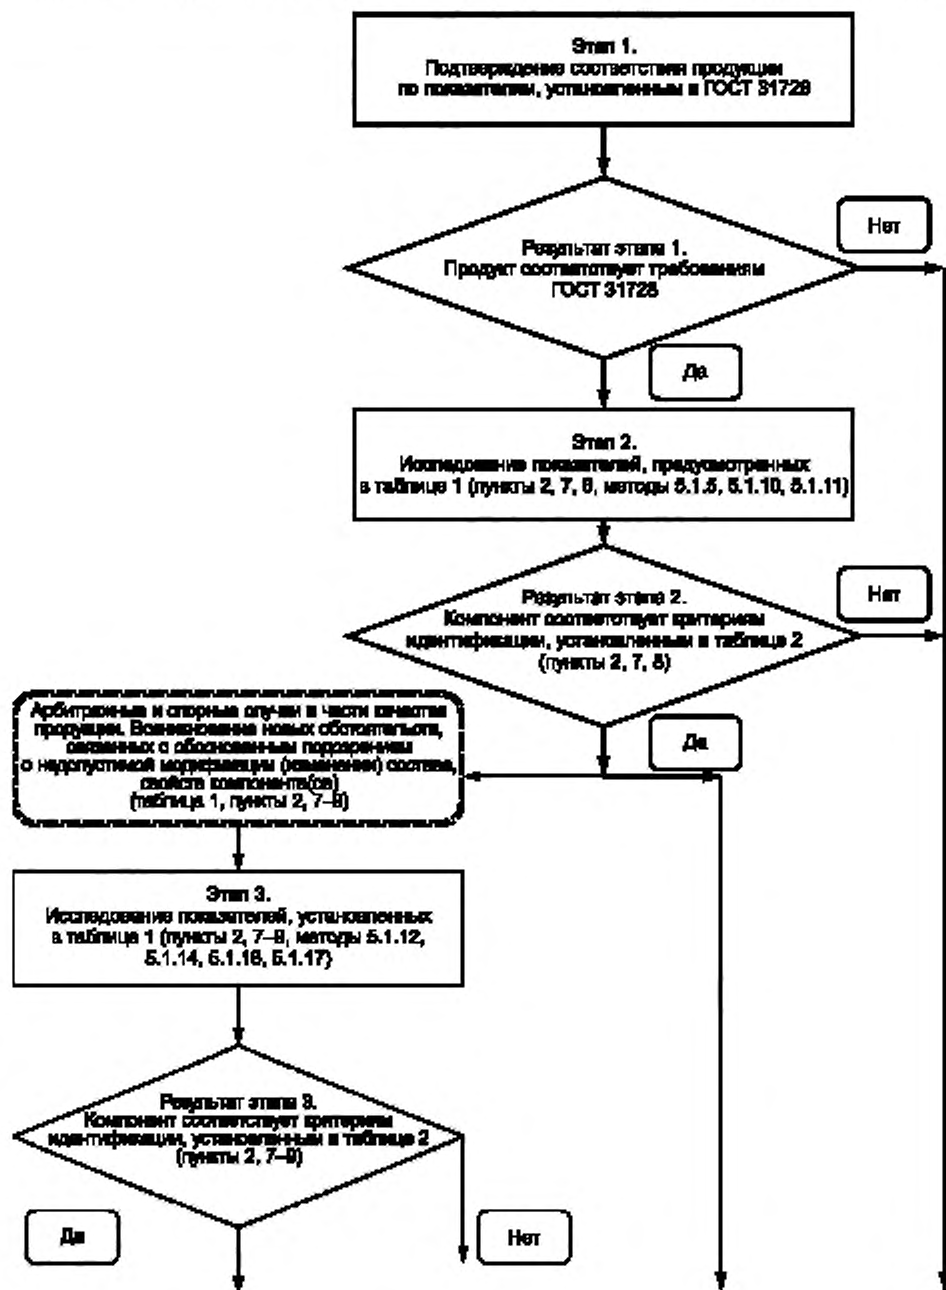 Этап 1.
Подтверждение соответствия продукции
по показателям, установленным в ГОСТ 31728
Результат этапа 1.
Продукт соответствует требованиям
ГОСТ 31728
Нет
Да
Этап 2.
Исследование показателей, предусмотренных
в таблице 1 (пункты 2, 7, 8, методы 5.1.5, 5.1.10, 5.1.11)
Результат этапа 2.
Компонент соответствует критериям
идентификации, установленным в таблице 2
(пункты 2, 7, 8)
Нет
Да
Арбитражные и спорные случаи в части качества
продукции. Возникновение новых обстоятельств,
связанных с обоснованным подозрением
о недопустимой модификации (изменении) состава,
свойств компонента(ов)
(таблица 1, пункты 2, 7–9)
Этап 3.
Исследование показателей, установленных
в таблице 1 (пункты 2, 7–9, методы 5.1.12,
5.1.14, 5.1.16, 5.1.17)
Результат этапа 3.
Компонент соответствует критериям
идентификации, установленным в таблице 2
(пункты 2, 7–9)
Да
Нет